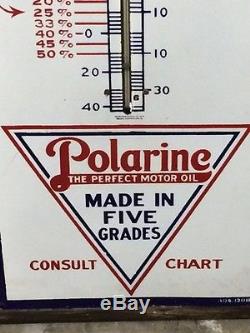 20%
25%
33%
40%
45%
50%
10
0
10
20
30
40
30
Polarine
THE PERFECT MOTOR OIL
MADE IN
FIVE
GRADES
CONSULT CHART